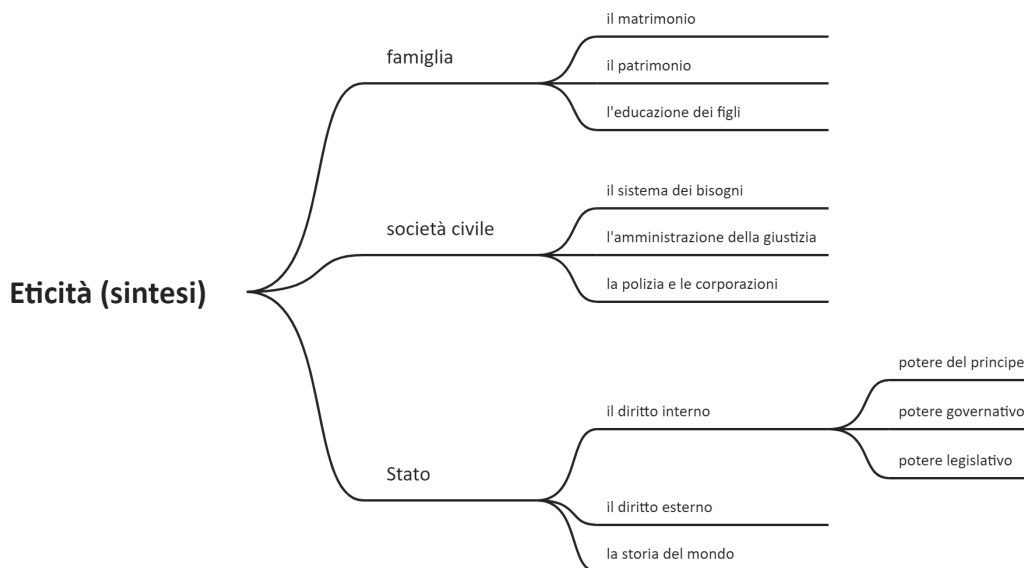 il matrimonio
famiglia
il patrimonio
l'educazione dei figli
il sistema dei bisogni
società civile
l'amministrazione della giustizia
la polizia e le corporazioni
Eticità (sintesi)
potere del principe
il diritto interno
potere governativo
potere legislativo
Stato
il diritto esterno
la storia del mondo